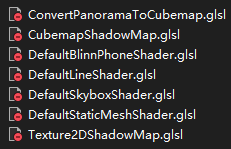 ConvertPanoramaToCubemap.glsl
CubemapShadowMap.glsl
DefaultBlinnPhoneShader.glsl
DefaultLineShader.glsl
DefaultSkyboxShader.glsl
DefaultStaticMeshShader.glsl
Texture2DShadowMap.glsl